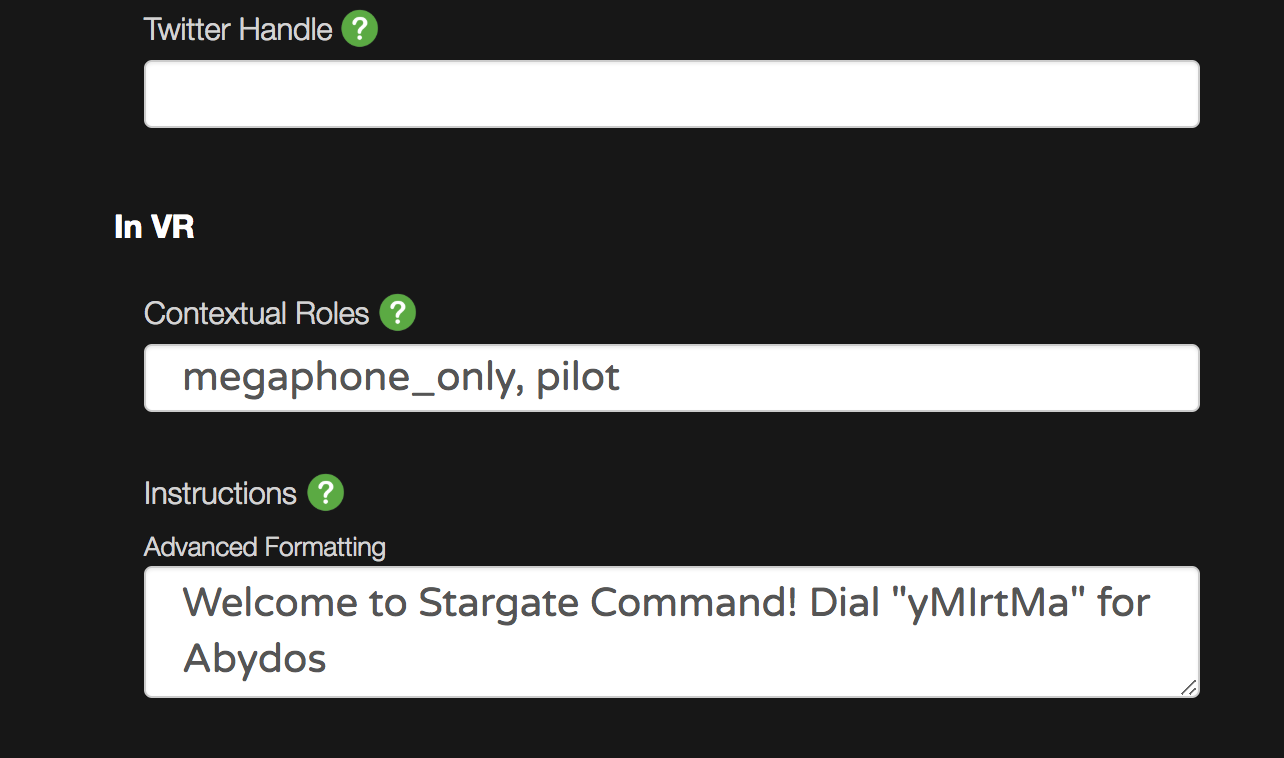 Twitter Handle ?
In VR
Contextual Roles ?
megaphone_only, pilot
Instructions ?
Advanced Formatting
Welcome to Stargate Command! Dial "yMIrtMa" for
Abydos